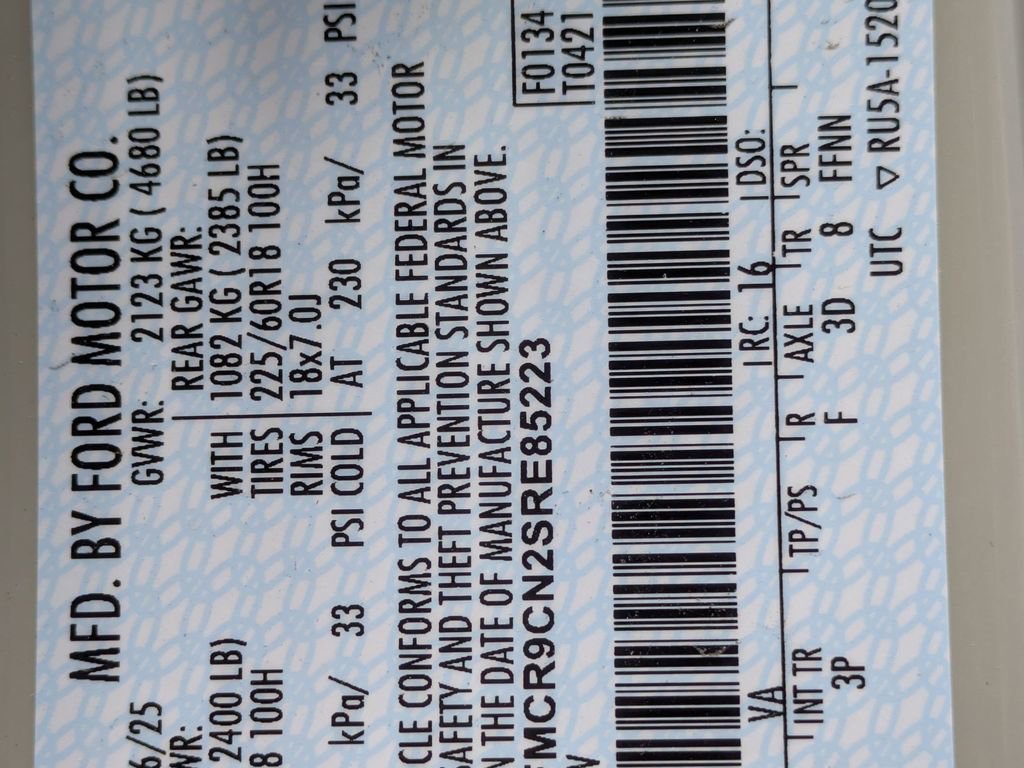 MFD. BY FORD MOTOR CO.
6/25 GVWR: 2123 KG ( 4680 LB)
WR: REAR GAWR:
2400 LB) WITH 1082 KG ( 2385 LB)
8 100H TIRES 225/60R18 100H
RIMS 18x7.0J
kPa/ 33 PSI COLD AT 230 kPa/ 33 PSI
CLE CONFORMS TO ALL APPLICABLE FEDERAL MOTOR
SAFETY AND THEFT PREVENTION STANDARDS IN
N THE DATE OF MANUFACTURE SHOWN ABOVE.
FMCR9CN2SRE85223
F0134
T0421
V
VA RC: 16 DSO:
INT TR TP/PS R AXLE TR SPR
3P F 3D 8 FFNN
UTC ▽ RU5A-1520